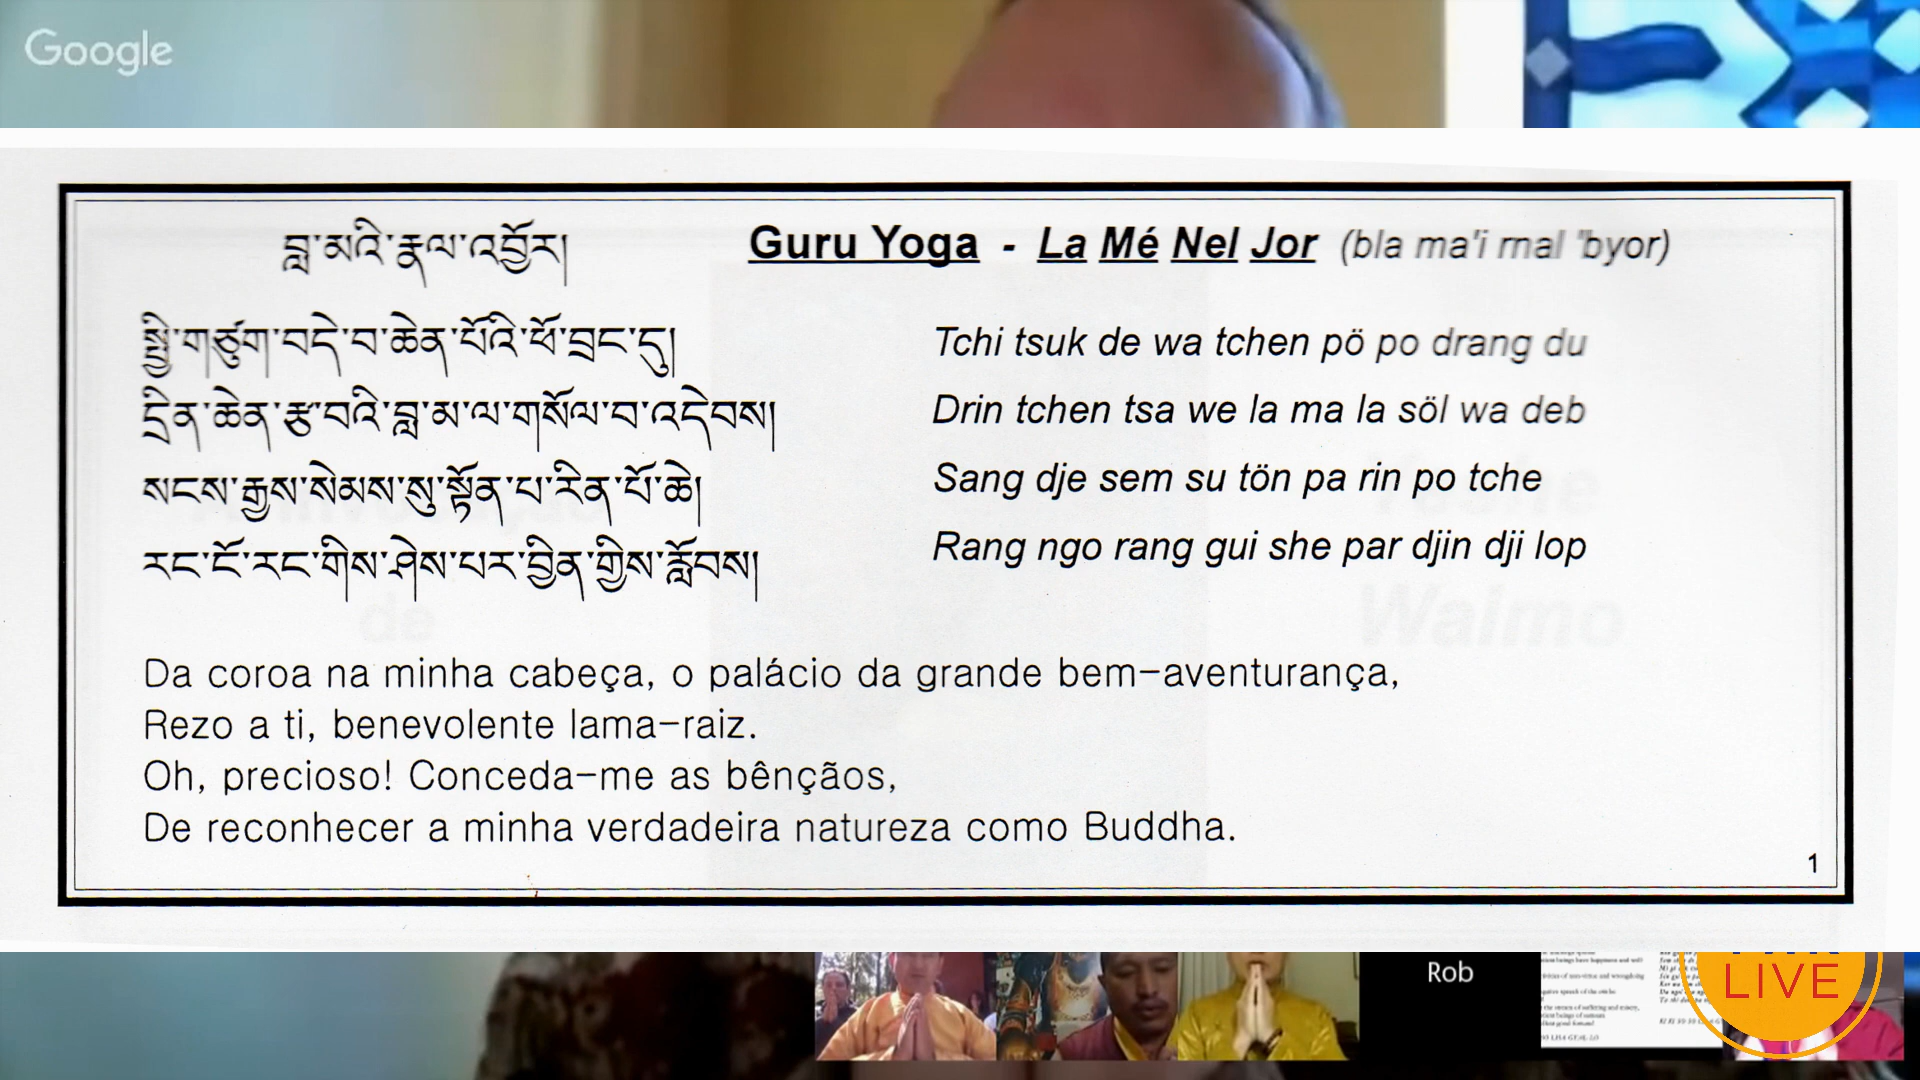 Google
བླ་མའི་རྣལ་འབྱོར།
Guru Yoga - La Mé Nel Jor (bla ma'i rnal 'byor)
སྤྱི་གཙུག་བདེ་བ་ཆེན་པོའི་ཕོ་བྲང་དུ།
Tchi tsuk de wa tchen pö po drang du
དྲིན་ཆེན་རྩ་བའི་བླ་མ་ལ་གསོལ་བ་འདེབས།
Drin tchen tsa we la ma la söl wa deb
སངས་རྒྱས་སེམས་སུ་སྟོན་པ་རིན་པོ་ཆེ།
Sang dje sem su tön pa rin po tche
རང་ངོ་རང་གིས་ཤེས་པར་བྱིན་གྱིས་རློབས།
Rang ngo rang gui she par djin dji lop
Da coroa na minha cabeça, o palácio da grande bem-aventurança,
Rezo a ti, benevolente lama-raiz.
Oh, precioso! Conceda-me as bênçãos,
De reconhecer a minha verdadeira natureza como Buddha.
1
Rob
LIVE